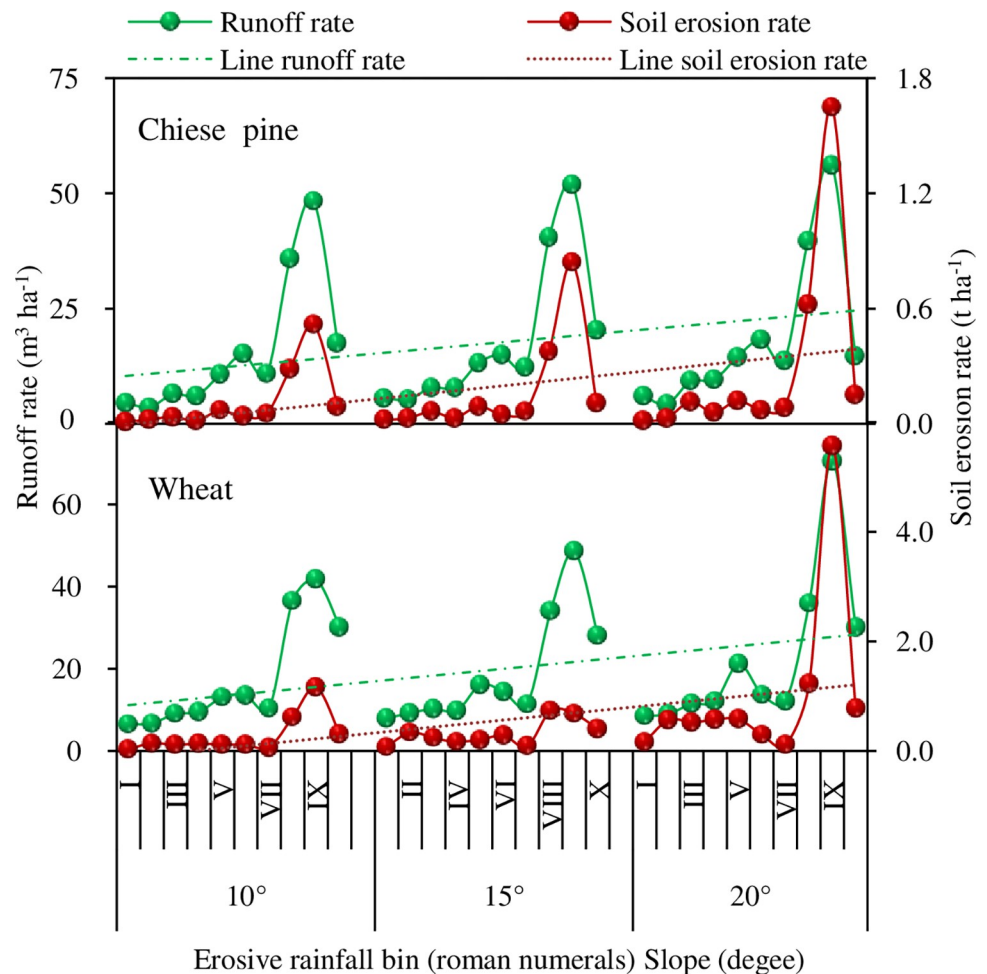 Runoff rate
Soil erosion rate
Line runoff rate
Line soil erosion rate
75
50
25
0
1.8
1.2
0.6
0.0
Chiese pine
Runoff rate (m³ ha⁻¹)
Soil erosion rate (t ha⁻¹)
Wheat
60
40
20
0
4.0
2.0
0.0
I
III
V
VII
IX
II
IV
VI
VIII
X
I
III
V
VII
IX
10°
15°
20°
Erosive rainfall bin (roman numerals) Slope (degree)